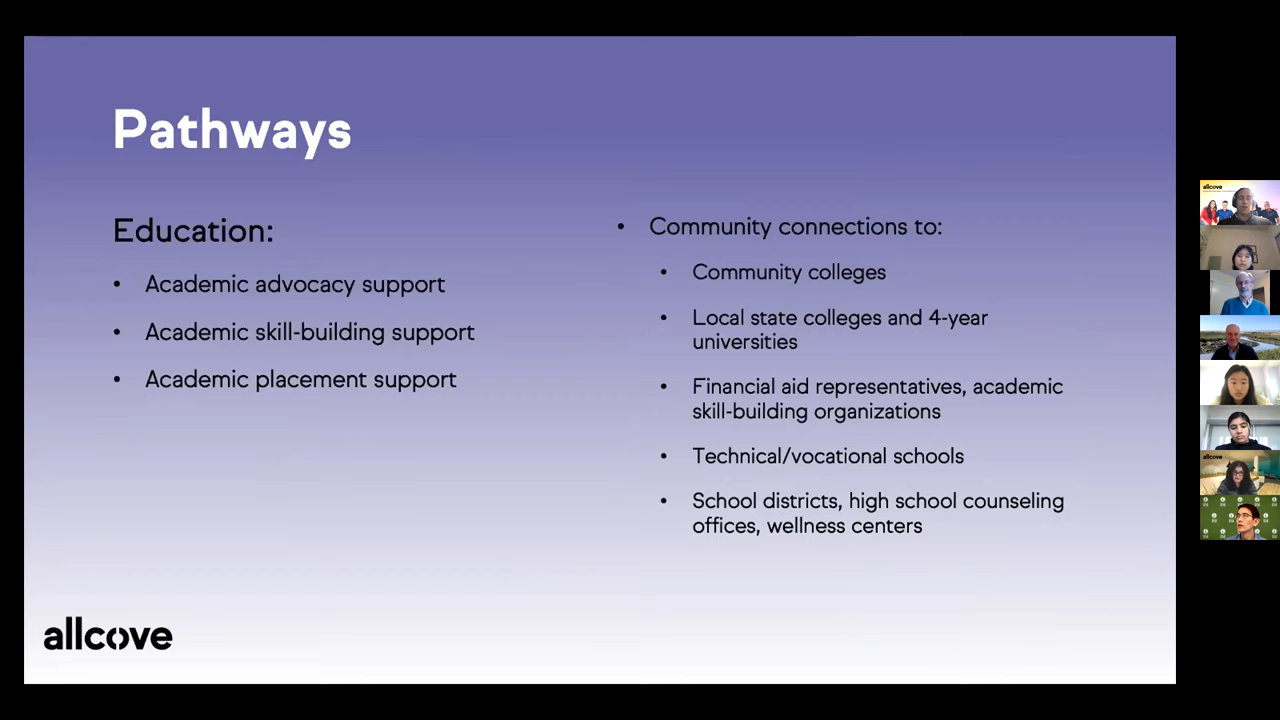 Pathways
Education:
• Academic advocacy support
• Academic skill-building support
• Academic placement support
• Community connections to:
• Community colleges
• Local state colleges and 4-year
universities
• Financial aid representatives, academic
skill-building organizations
• Technical/vocational schools
• School districts, high school counseling
offices, wellness centers
allcove
allcove
allcove